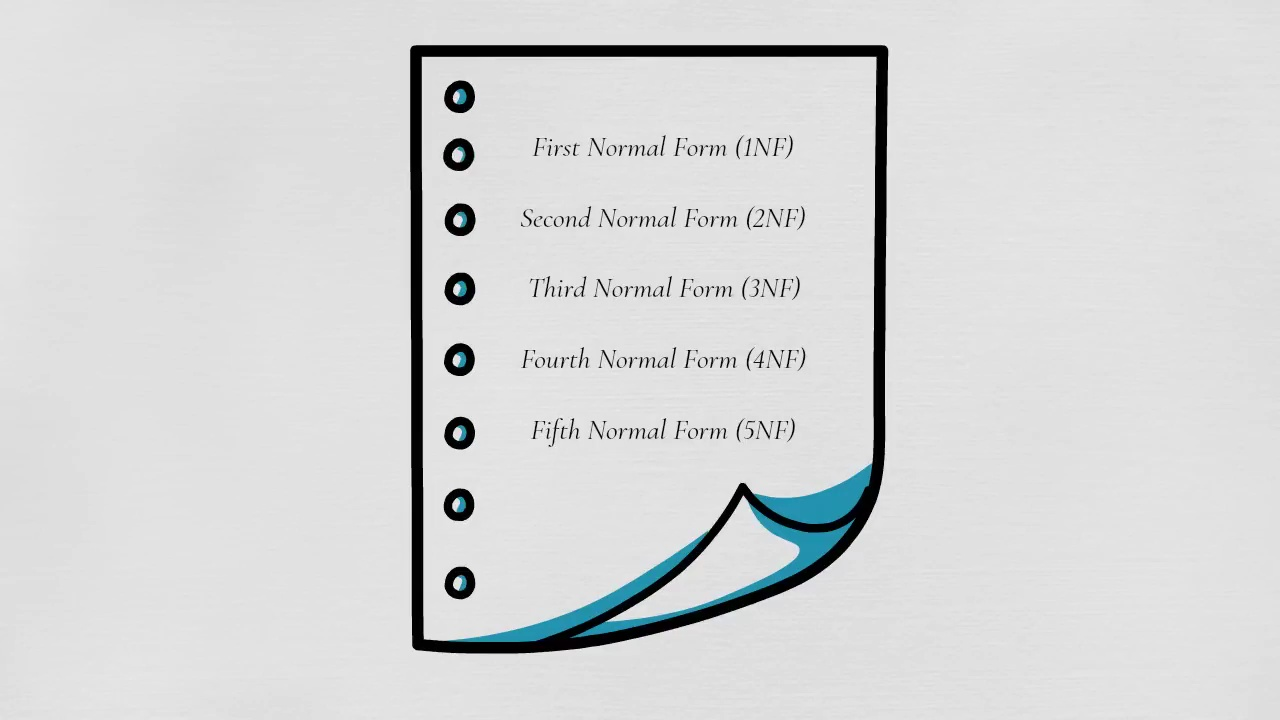 First Normal Form (1NF)
Second Normal Form (2NF)
Third Normal Form (3NF)
Fourth Normal Form (4NF)
Fifth Normal Form (5NF)